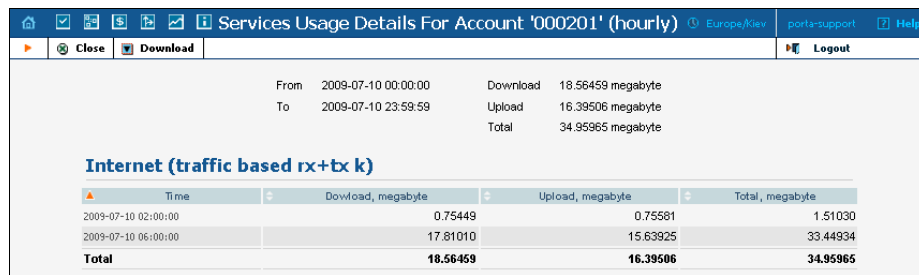 Services Usage Details For Account '000201' (hourly) Europe/Kiev porta-support Help
Close Download Logout
From 2009-07-10 00:00:00 Download 18.56459 megabyte
To 2009-07-10 23:59:59 Upload 16.39506 megabyte
Total 34.95965 megabyte
Internet (traffic based rx+tx k)
Time Dowload, megabyte Upload, megabyte Total, megabyte
2009-07-10 02:00:00 0.75449 0.75581 1.51030
2009-07-10 06:00:00 17.81010 15.63925 33.44934
Total 18.56459 16.39506 34.95965